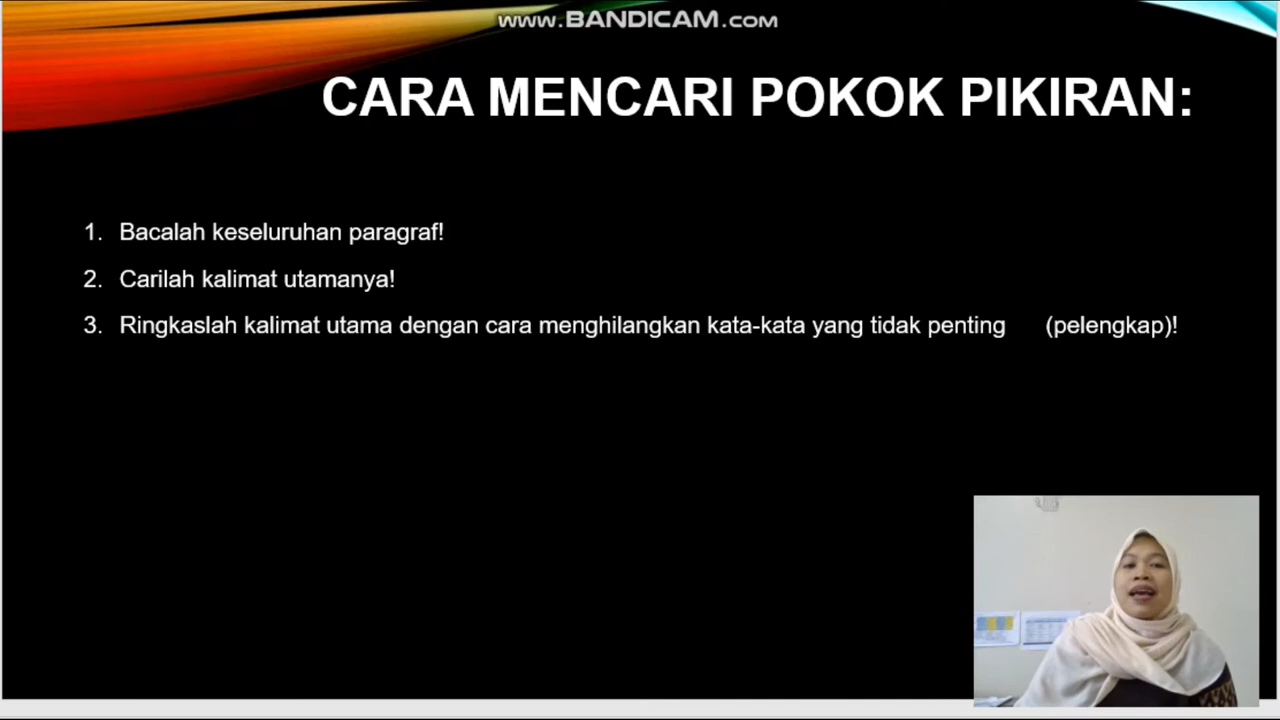 www.BANDICAM.com
CARA MENCARI POKOK PIKIRAN:
1. Bacalah keseluruhan paragraf!
2. Carilah kalimat utamanya!
3. Ringkaslah kalimat utama dengan cara menghilangkan kata-kata yang tidak penting (pelengkap)!